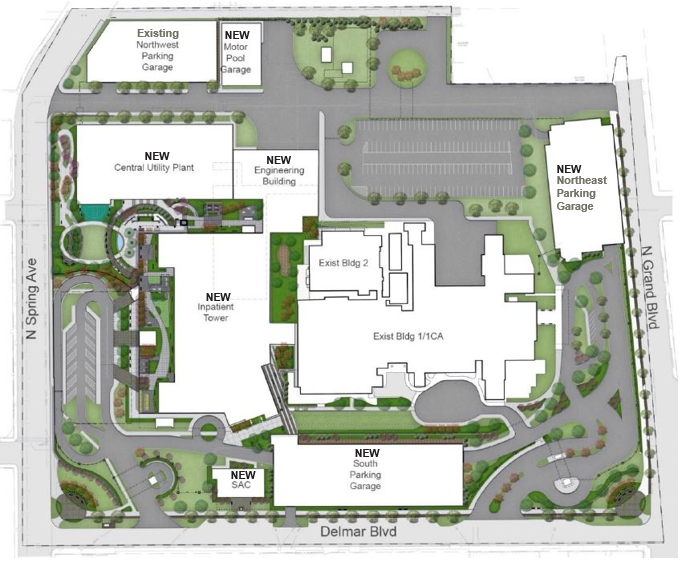 Existing
Northwest
Parking
Garage
NEW
Motor
Pool
Garage
NEW
Central Utility Plant
NEW
Engineering
Building
NEW
Northeast
Parking
Garage
Exist Bldg 2
NEW
Inpatient
Tower
Exist Bldg 1/1CA
N Spring Ave
N Grand Blvd
NEW
South
Parking
Garage
NEW
SAC
Delmar Blvd